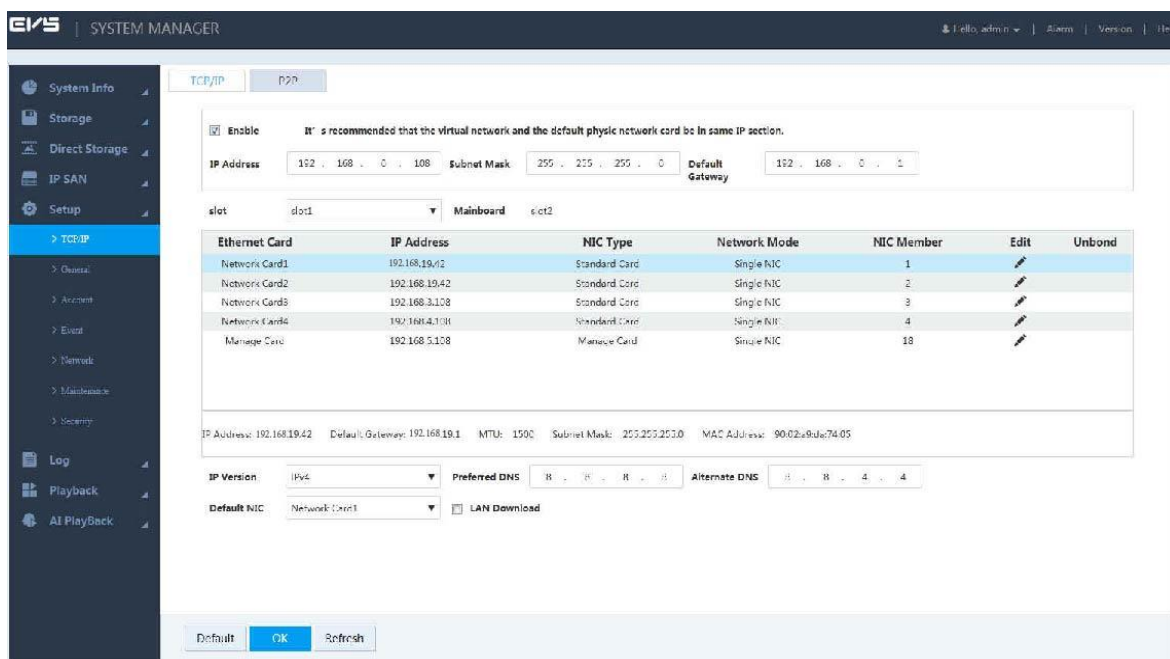 EVS | SYSTEM MANAGER
Hello, admin | Alarm | Version | He
System Info
Storage
Direct Storage
IP SAN
Setup
> TCP/IP
> General
> Account
> Event
> Network
> Maintenance
> Security
Log
Playback
AI PlayBack
TCP/IP P2P
Enable It's recommended that the virtual network and the default physic network card be in same IP section.
IP Address 192 . 168 . 0 . 108 Subnet Mask 255 . 255 . 255 . 0 Default Gateway 192 . 168 . 0 . 1
slot slot1 Mainboard slot2
Ethernet Card IP Address NIC Type Network Mode NIC Member Edit Unbond
Network Card1 192.168.19.42 Standard Card Single NIC 1
Network Card2 192.168.19.42 Standard Card Single NIC 2
Network Card3 192.168.3.108 Standard Card Single NIC 3
Network Card4 192.168.4.108 Standard Card Single NIC 4
Manage Card 192.168.5.108 Manage Card Single NIC 18
IP Address: 192.168.19.42 Default Gateway: 192.168.19.1 MTU: 1500 Subnet Mask: 255.255.255.0 MAC Address: 90:02:a9:da:74:05
IP Version IPv4 Preferred DNS 8 . 8 . 8 . 8 Alternate DNS 8 . 8 . 4 . 4
Default NIC Network Card1 LAN Download
Default OK Refresh